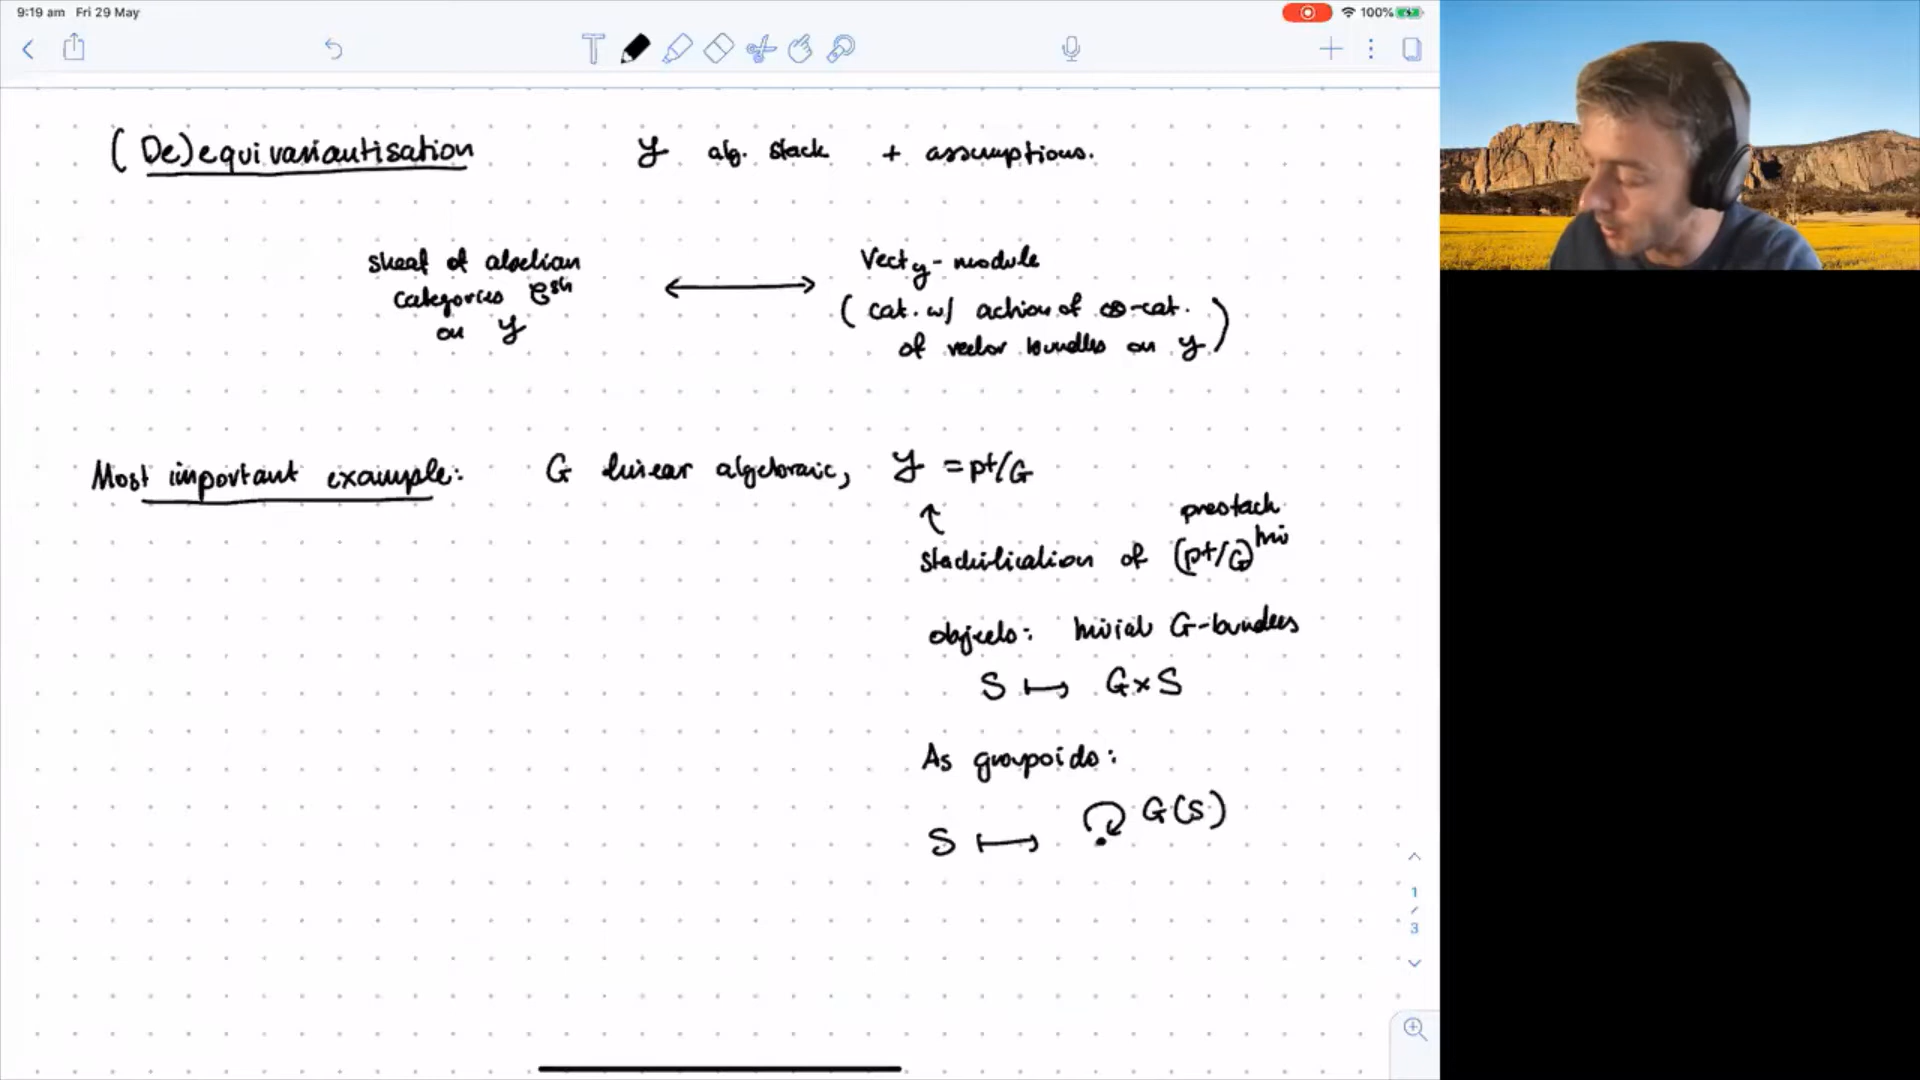 9:19 am Fri 29 May
100%
(De)equivariantisation y alg. stack + assumptions.
sheaf of abelian
categories C^sh
on y
Vect_y-module
(cat. w/ action of ⊗-cat.
of vector bundles on y)
Most important example: G linear algebraic, y = pt/G
prestack
stackification of (pt/G)^triv
objects: trivial G-bundles
S ↦ G×S
As groupoids:
S ↦ G(S)
1
/
3